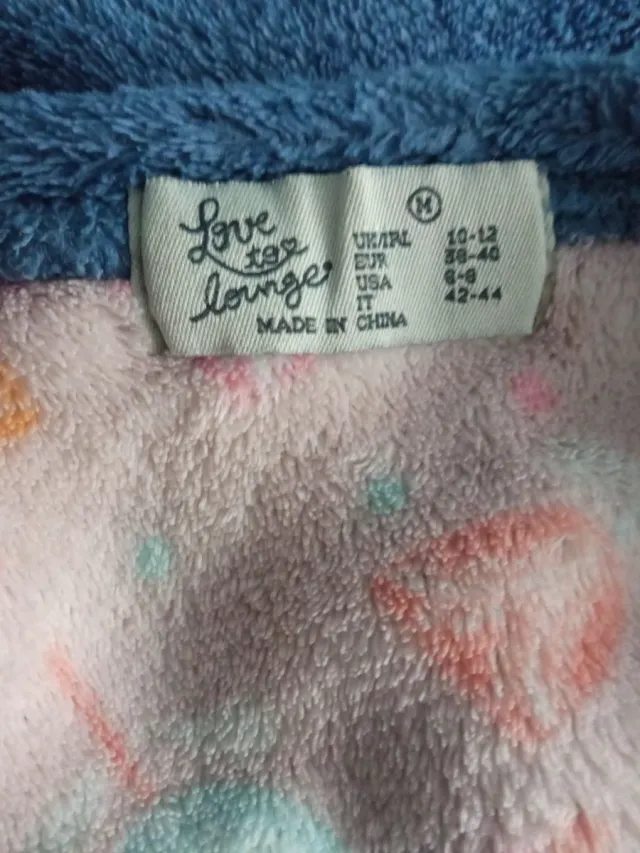 Love
to
lounge
M
UK/IRL 10-12
EUR 38-40
USA 6-8
IT 42-44
MADE IN CHINA